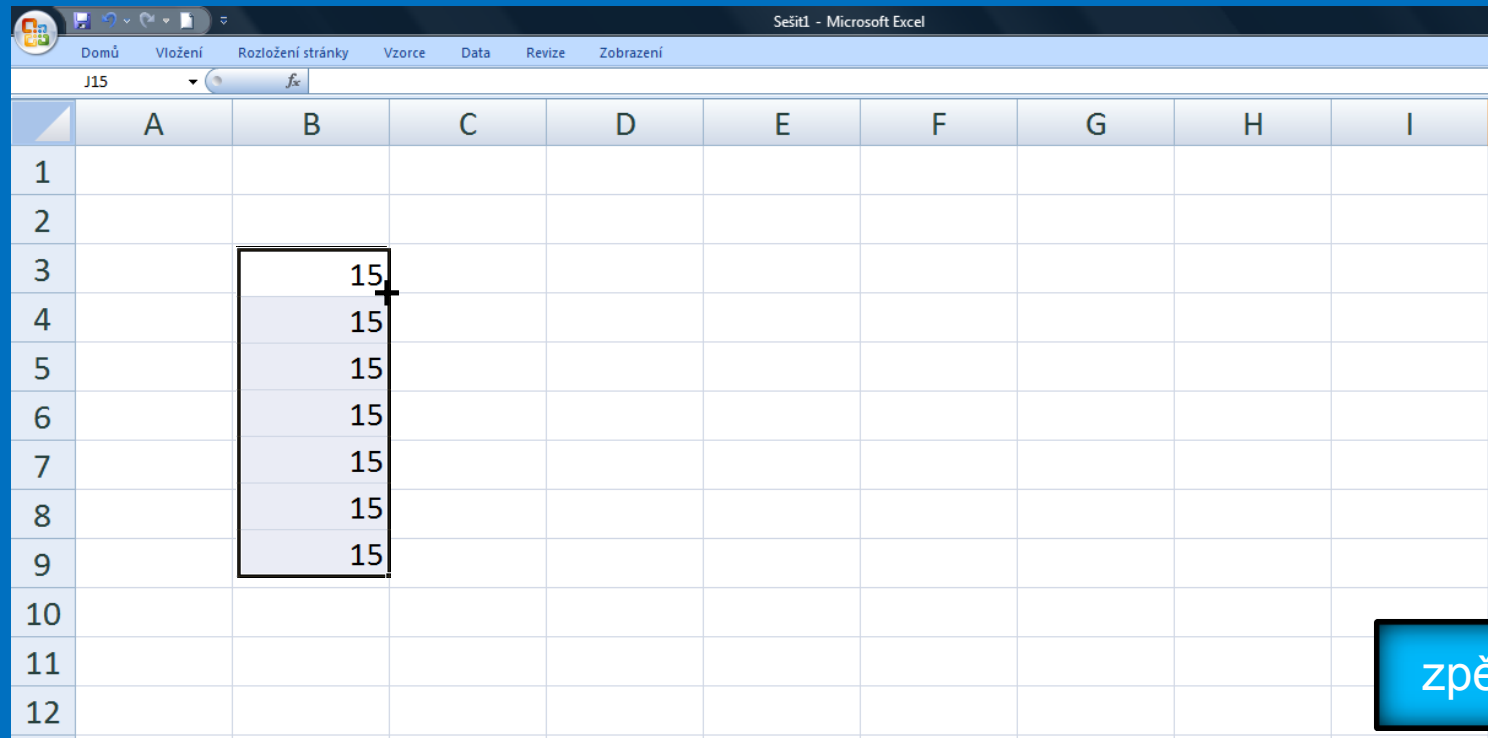 Sešit1 - Microsoft Excel
Domů Vložení Rozložení stránky Vzorce Data Revize Zobrazení
J15 fx
A B C D E F G H I
1
2
3 15
4 15
5 15
6 15
7 15
8 15
9 15
10
11 zpě
12